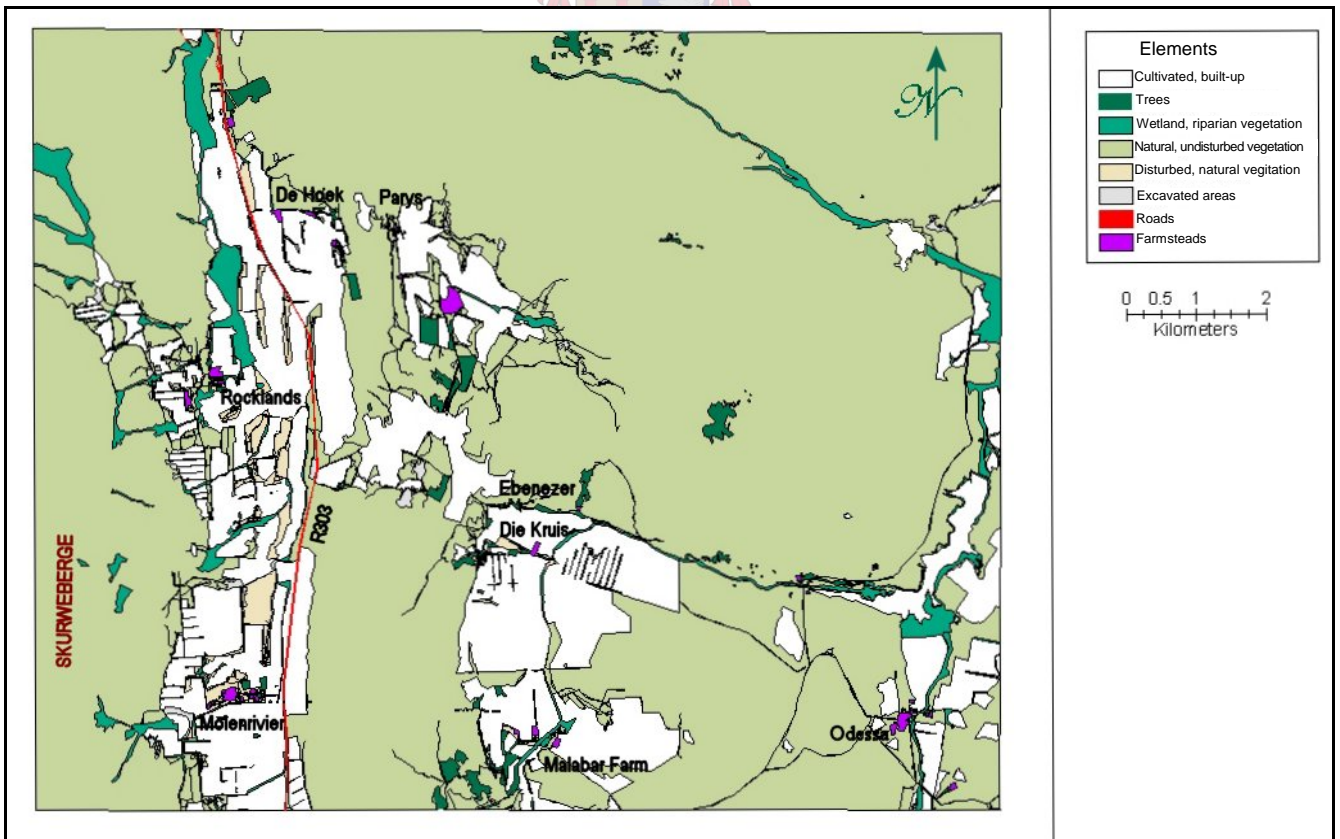 N
De Hoek
Parys
Rocklands
R303
Ebenezer
Die Kruis
SKURWEBERGE
Molenrivier
Malabar Farm
Odessa
Elements
Cultivated, built-up
Trees
Wetland, riparian vegetation
Natural, undisturbed vegetation
Disturbed, natural vegitation
Excavated areas
Roads
Farmsteads
0 0.5 1 2
Kilometers